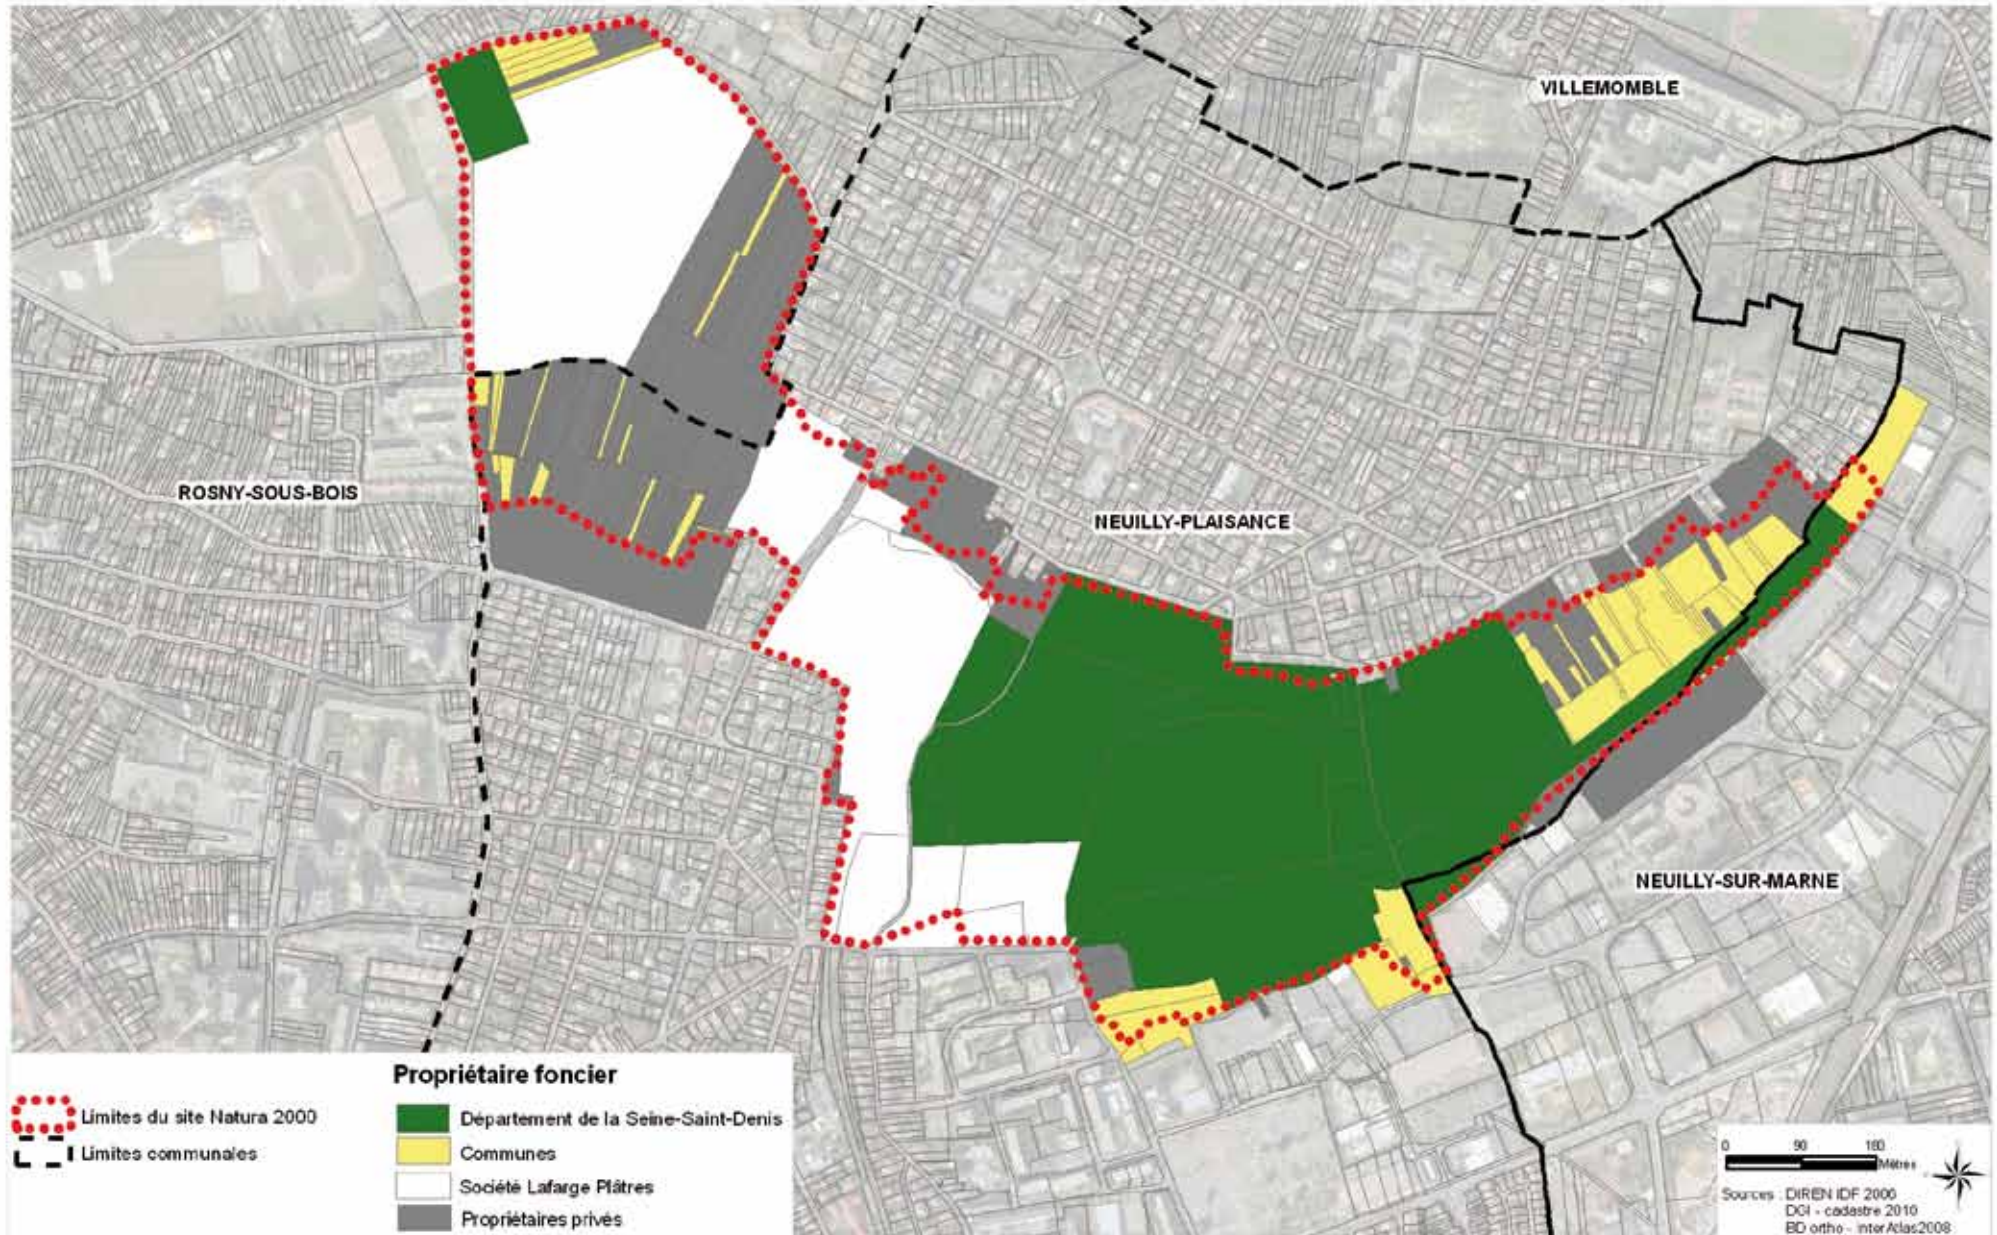 VILLEMOMBLE
ROSNY-SOUS-BOIS
NEUILLY-PLAISANCE
NEUILLY-SUR-MARNE
Limites du site Natura 2000
Limites communales
Propriétaire foncier
Département de la Seine-Saint-Denis
Communes
Société Lafarge Plâtres
Propriétaires privés
0 90 180
Mètres
Sources : DIREN IDF 2006
DGI - cadastre 2010
BD ortho - InterAtlas2008